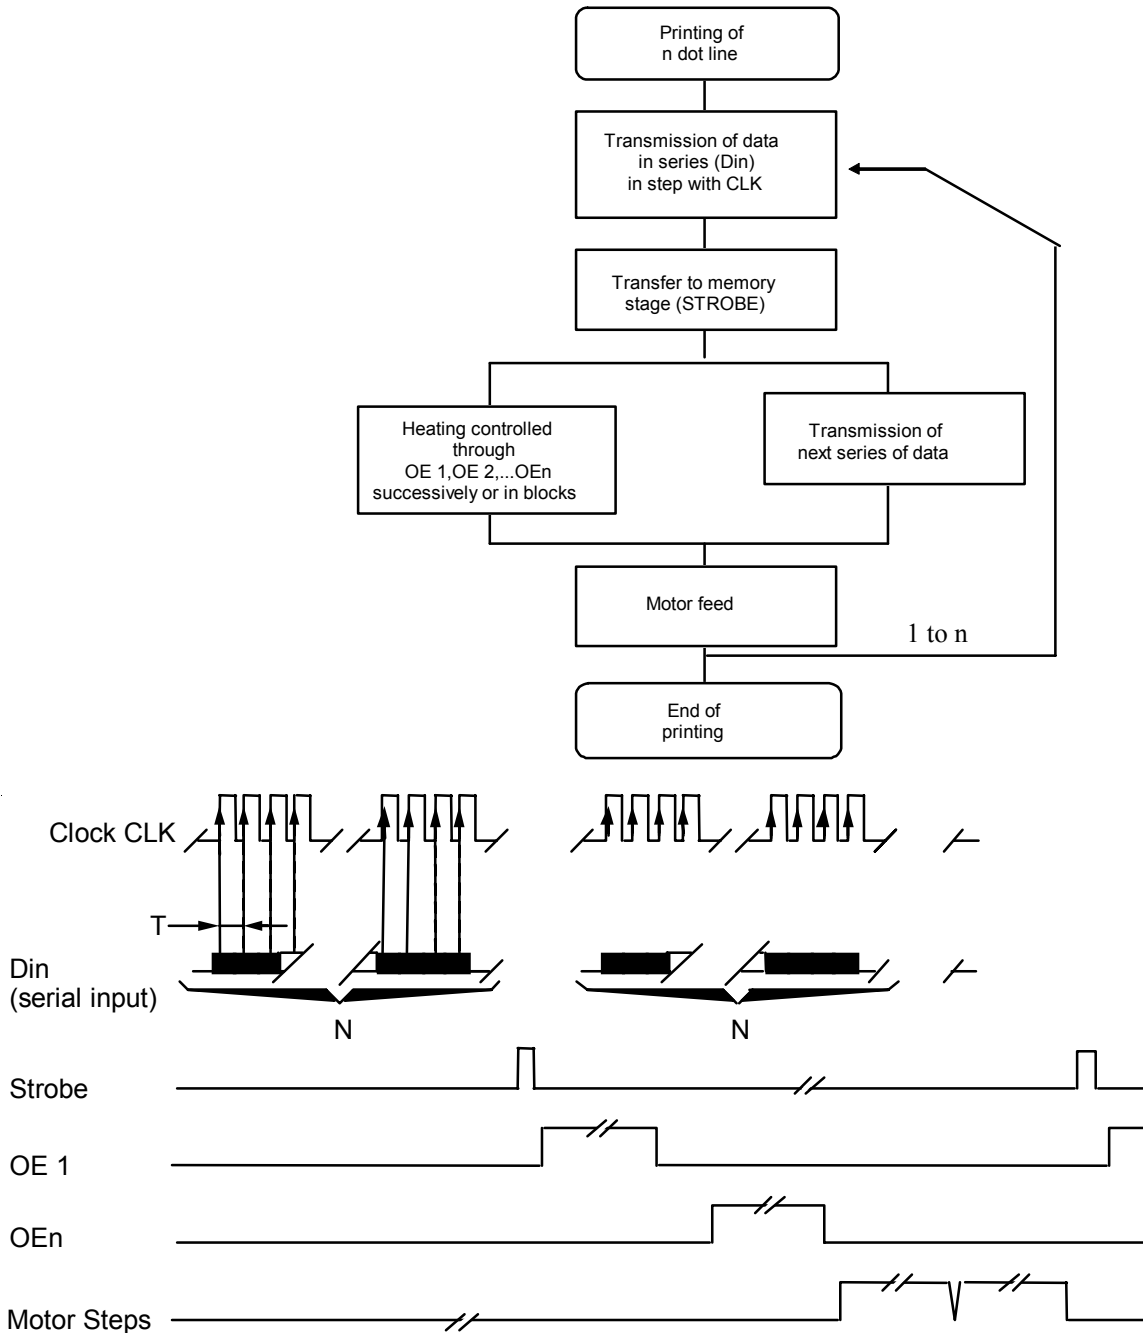 Printing of
n dot line
Transmission of data
in series (Din)
in step with CLK
Transfer to memory
stage (STROBE)
Heating controlled
through
OE 1,OE 2,...OEn
successively or in blocks
Transmission of
next series of data
Motor feed
1 to n
End of
printing
Clock CLK
T
Din
(serial input)
N
N
Strobe
OE 1
OEn
Motor Steps